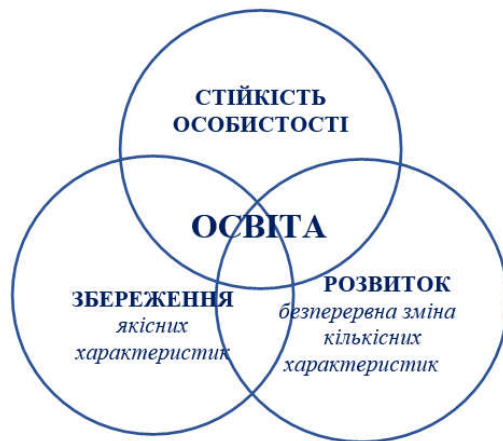 СТІЙКІСТЬ
ОСОБИСТОСТІ
ОСВІТА
ЗБЕРЕЖЕННЯ
якісних
характеристик
РОЗВИТОК
безперервна зміна
кількісних
характеристик